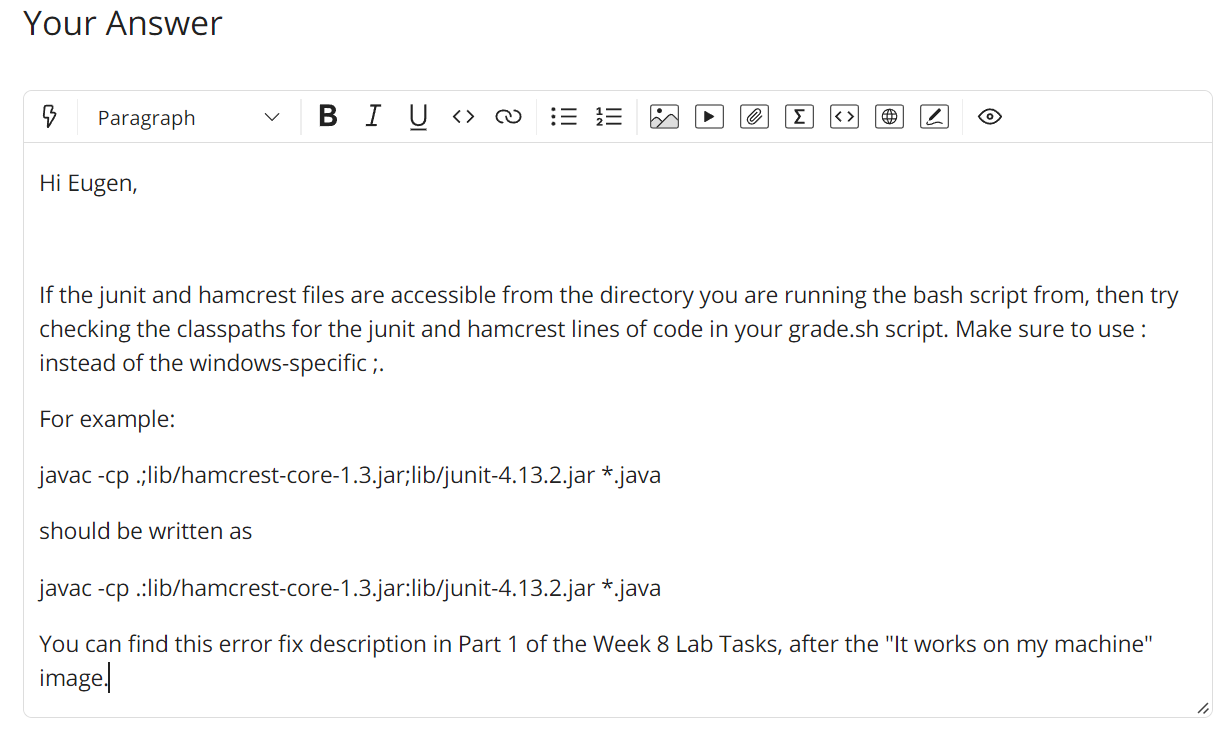 Your Answer
Paragraph
B I U
Hi Eugen,
If the junit and hamcrest files are accessible from the directory you are running the bash script from, then try
checking the classpaths for the junit and hamcrest lines of code in your grade.sh script. Make sure to use :
instead of the windows-specific ;.
For example:
javac -cp .;lib/hamcrest-core-1.3.jar;lib/junit-4.13.2.jar *.java
should be written as
javac -cp .:lib/hamcrest-core-1.3.jar:lib/junit-4.13.2.jar *.java
You can find this error fix description in Part 1 of the Week 8 Lab Tasks, after the "It works on my machine"
image.